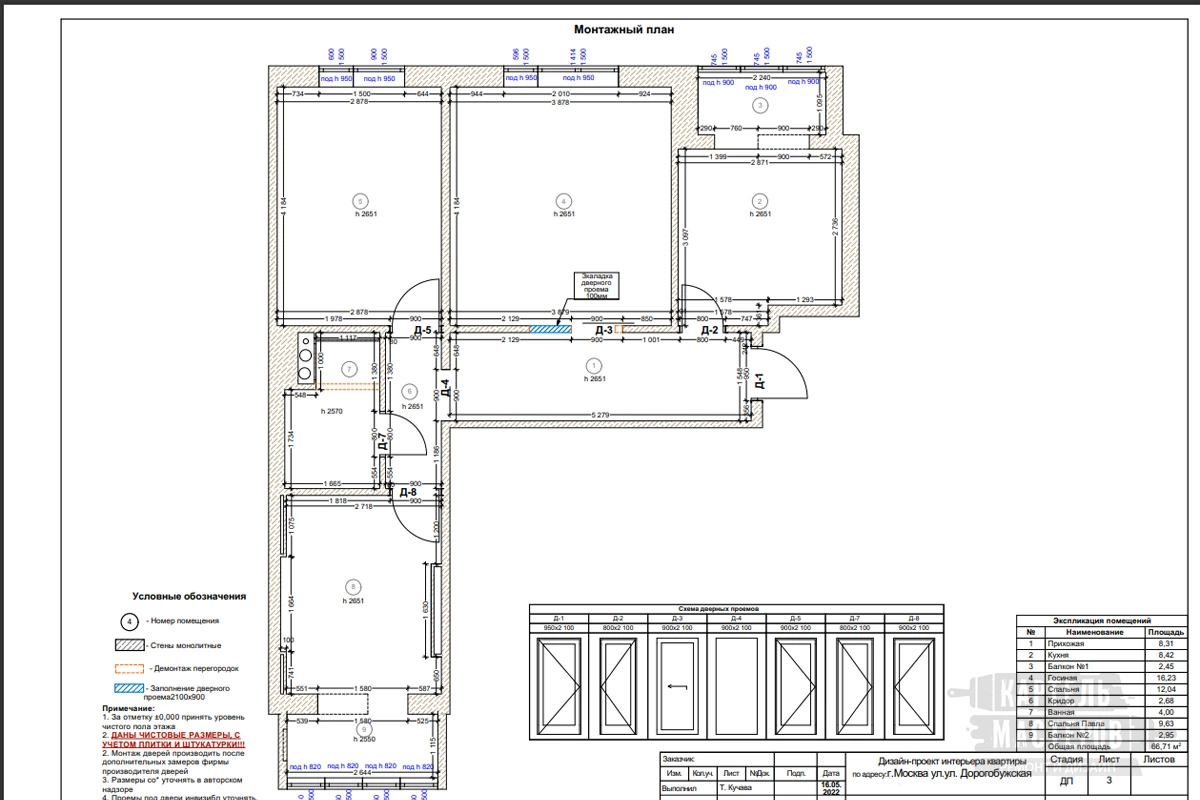 Монтажный план
600
1 500
900
1 500
596
1 500
1 414
1 500
745
1 500
745
1 500
745
1 500
под h 950
под h 950
под h 950
под h 950
под h 900
2 240
под h 900
под h 900
734
1 500
644
2 878
944
2 010
924
3 878
1 095
3
290
760
900
290
1 399
900
572
2 871
4 184
5
h 2651
4 184
4
h 2651
3 097
2
h 2651
2 736
Закладка
дверного
проема
100мм
1 578
1 293
2 878
1 978
900
Д-5
3 879
2 129
900
850
Д-3
1 578
800
747
Д-2
2 129
900
1 001
800
1 117
900
1 000
7
1 380
1 380
548
h 2570
6
h 2651
648
648
900
900
Д-4
1
h 2651
5 279
1 548
950
Д-1
1 734
800
800
Д-7
554
554
1 186
1 665
900
Д-8
1 818
900
2 718
1 075
1 200
8
h 2651
1 664
1 630
100
741
650
551
1 580
587
539
1 580
525
9
h 2550
1 115
под h 820
под h 820
под h 820
под h 820
2 644
Условные обозначения
4
- Номер помещения
- Стены монолитные
- Демонтаж перегородок
- Заполнение дверного
проема2100х900
Примечание:
1. За отметку ±0,000 принять уровень
чистого пола этажа
2. ДАНЫ ЧИСТОВЫЕ РАЗМЕРЫ, С
УЧЕТОМ ПЛИТКИ И ШТУКАТУРКИ!!!
2. Монтаж дверей производить после
дополнительных замеров фирмы
производителя дверей
3. Размеры со* уточнять в авторском
надзоре
4. Проемы под двери инвизибл уточнять,
Схема дверных проемов
Д-1 Д-2 Д-3 Д-4 Д-5 Д-7 Д-8
950х2 100 800х2 100 900х2 100 900х2 100 900х2 100 800х2 100 900х2 100
Экспликация помещений
№ Наименование Площадь
1 Прихожая 8,31
2 Кухня 8,42
3 Балкон №1 2,45
4 Госиная 16,23
5 Спальня 12,04
6 Кридор 2,68
7 Ванная 4,00
8 Спальня Павла 9,63
9 Балкон №2 2,95
Общая площадь 66,71 м²
Заказчик
Изм. Кол.уч. Лист №Док. Подп. Дата
Выполнил Т. Кучава 16.05.
2022
Дизайн-проект интерьера квартиры
по адресу:г.Москва ул.ул. Дорогобужская
Стадия Лист Листов
ДП 3